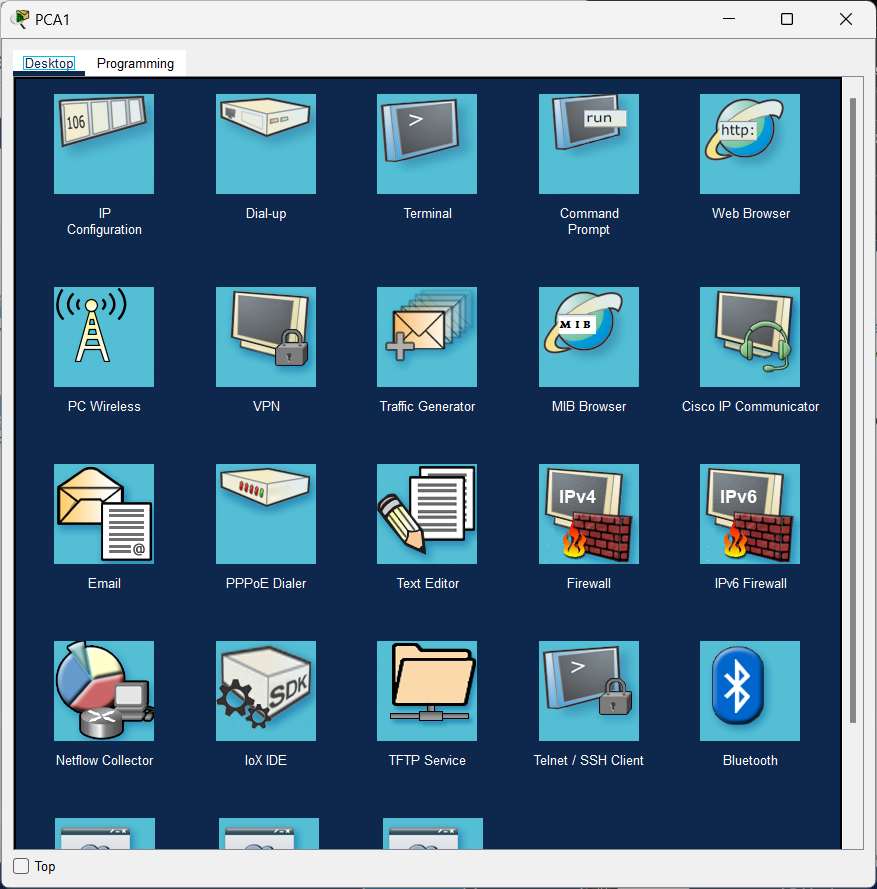 PCA1
Desktop Programming
106
>
run
http:
IP
Configuration
Dial-up
Terminal
Command
Prompt
Web Browser
MIB
PC Wireless
VPN
Traffic Generator
MIB Browser
Cisco IP Communicator
@
IPv4
IPv6
Email
PPPoE Dialer
Text Editor
Firewall
IPv6 Firewall
SDK
>
Netflow Collector
IoX IDE
TFTP Service
Telnet / SSH Client
Bluetooth
Top